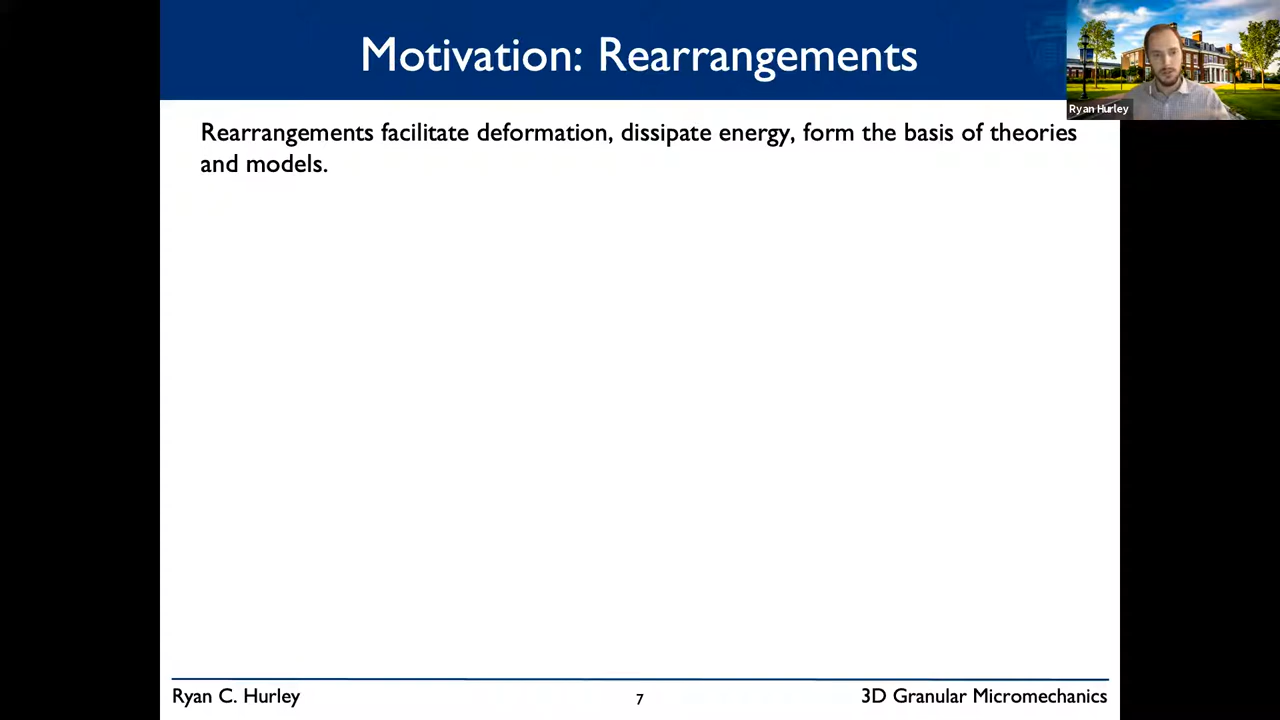 Motivation: Rearrangements
Ryan Hurley
Rearrangements facilitate deformation, dissipate energy, form the basis of theories
and models.
Ryan C. Hurley
7
3D Granular Micromechanics